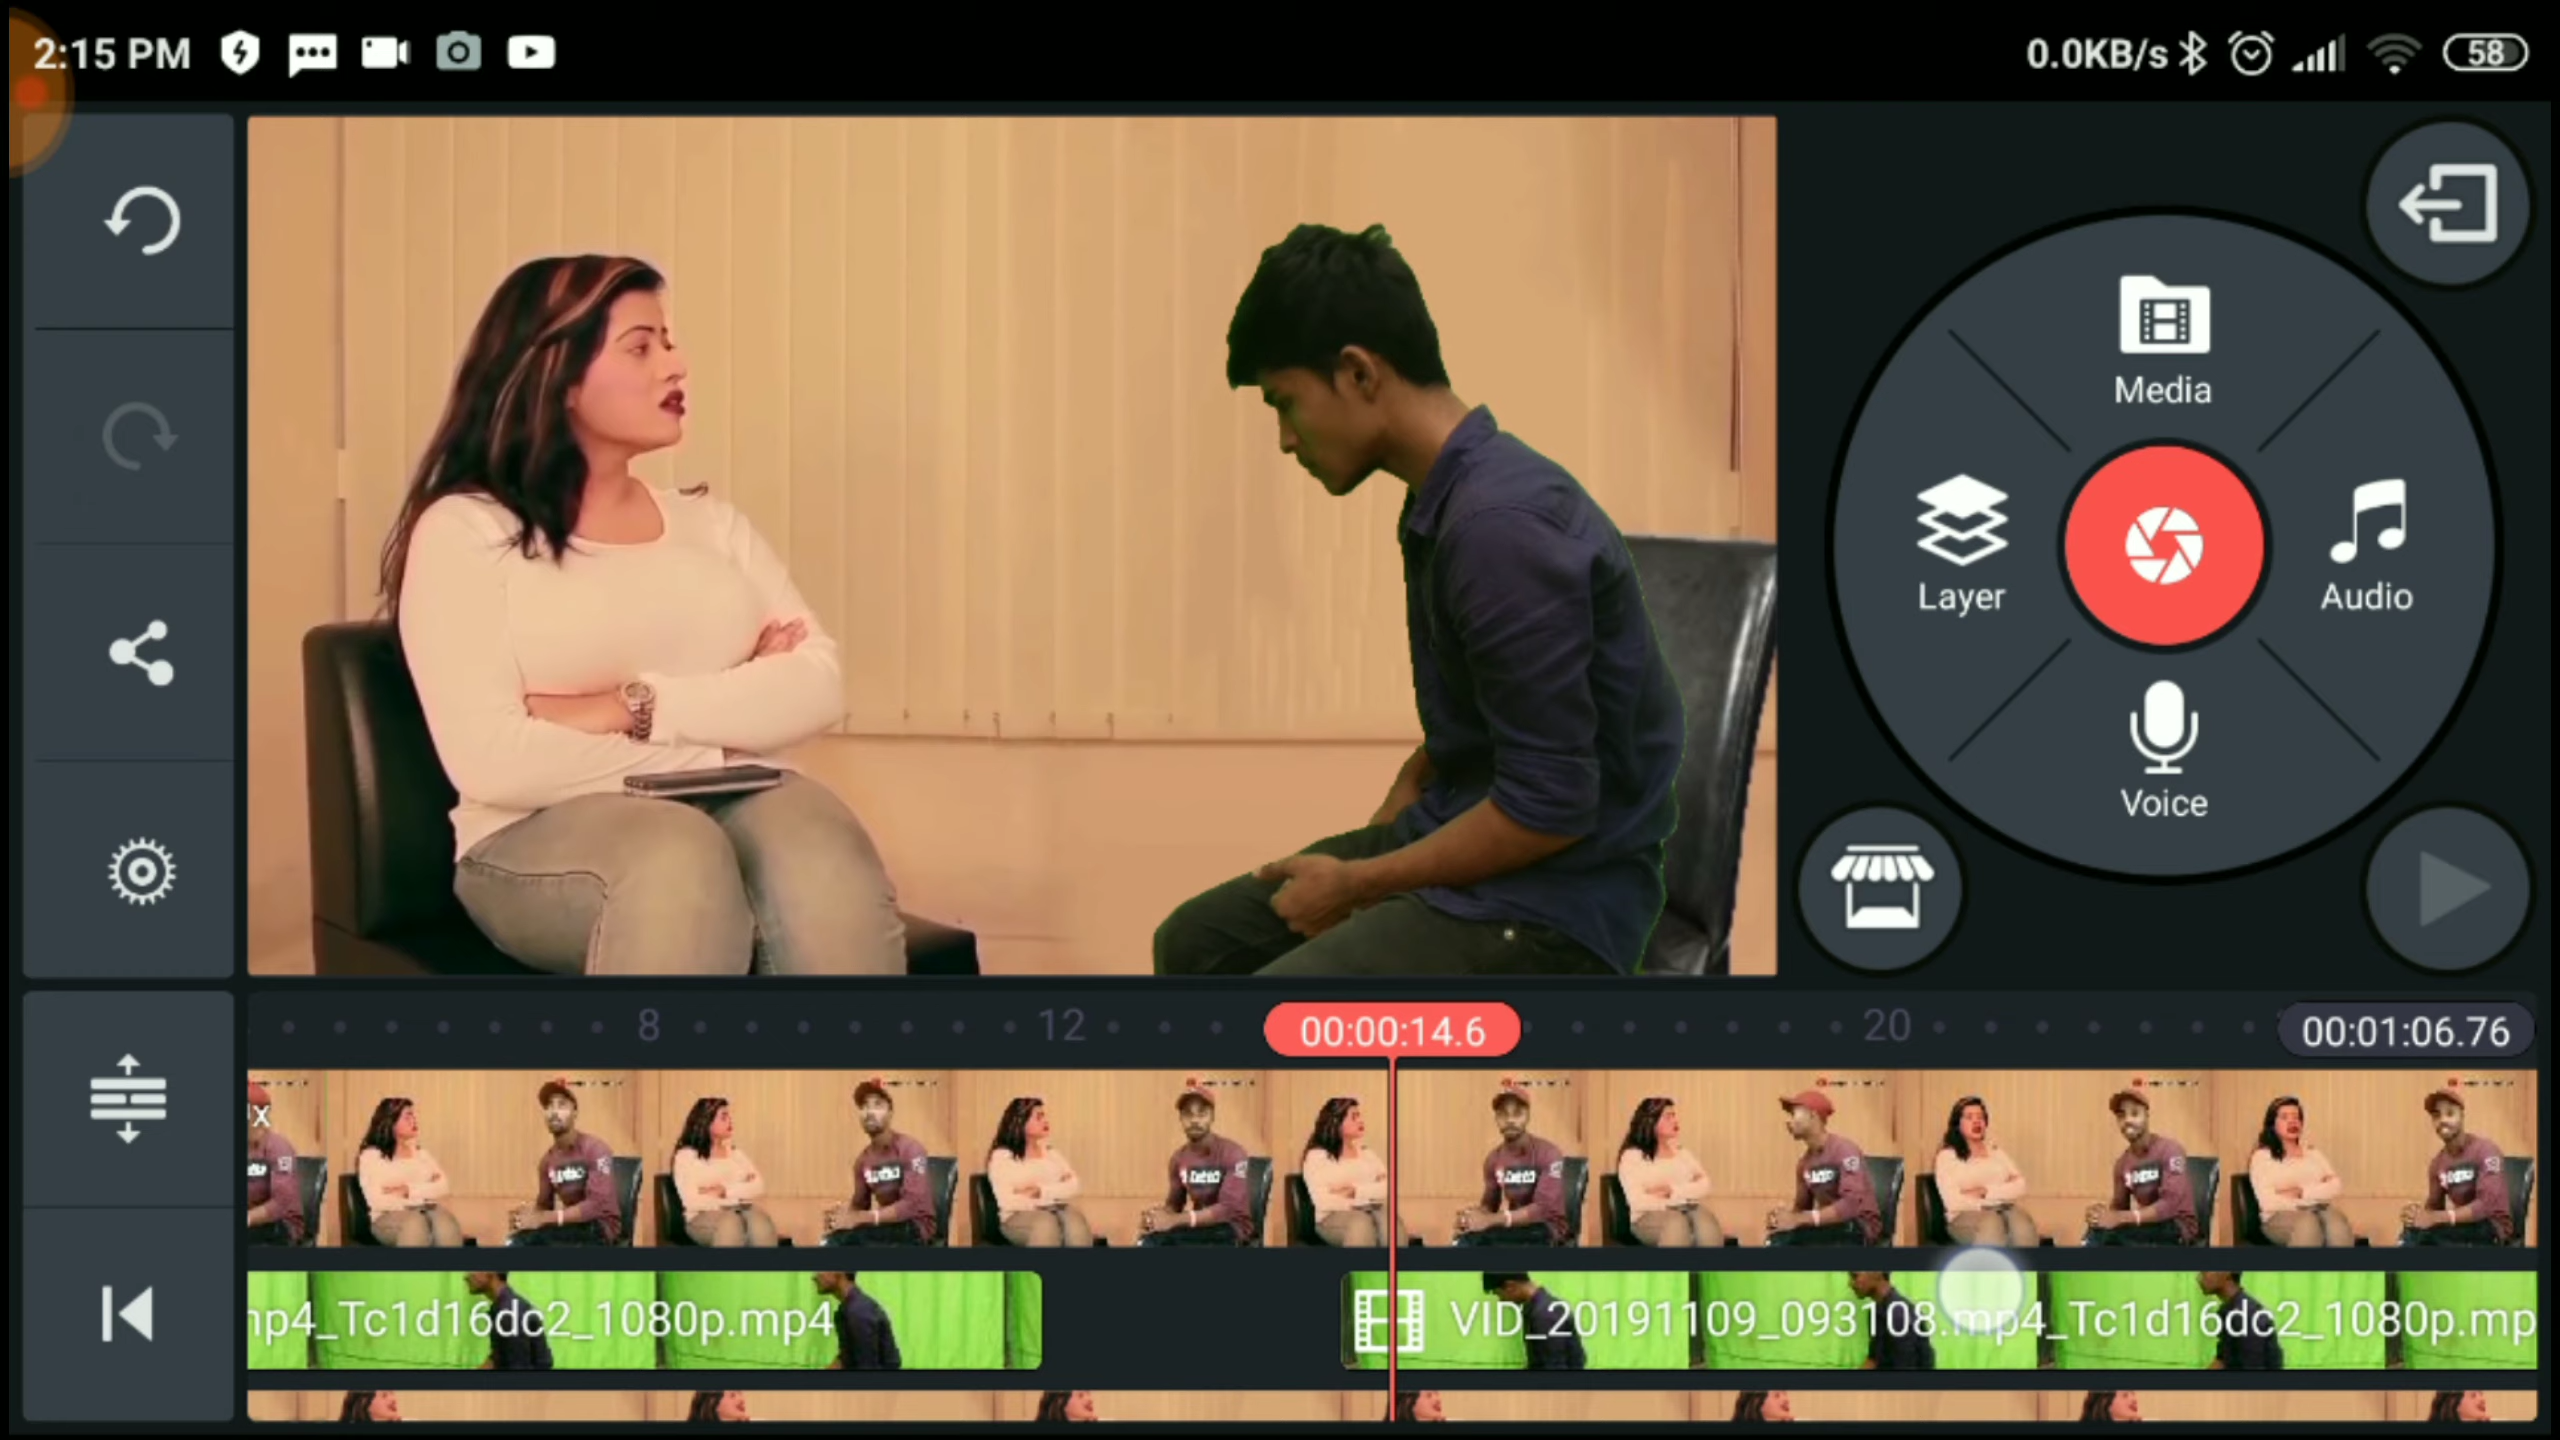 2:15 PM
0.0KB/s
58
Media
Layer
Audio
Voice
8
12
00:00:14.6
20
00:01:06.76
x
np4_Tc1d16dc2_1080p.mp4
VID_20191109_093108.mp4_Tc1d16dc2_1080p.mp